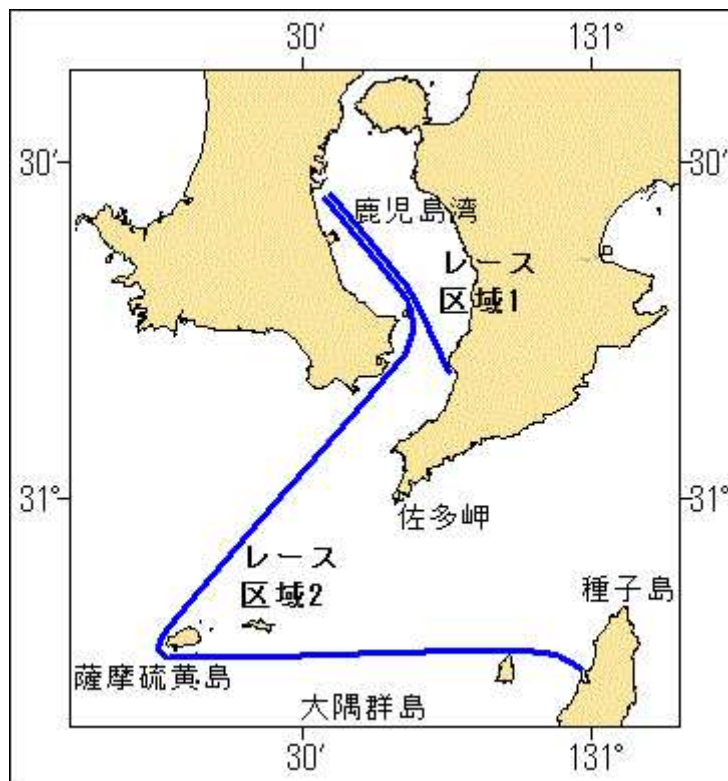 30′
131°
30′
30′
鹿児島湾
レース
区域1
31°
31°
佐多岬
レース
区域2
種子島
薩摩硫黄島
大隅群島
30′
131°